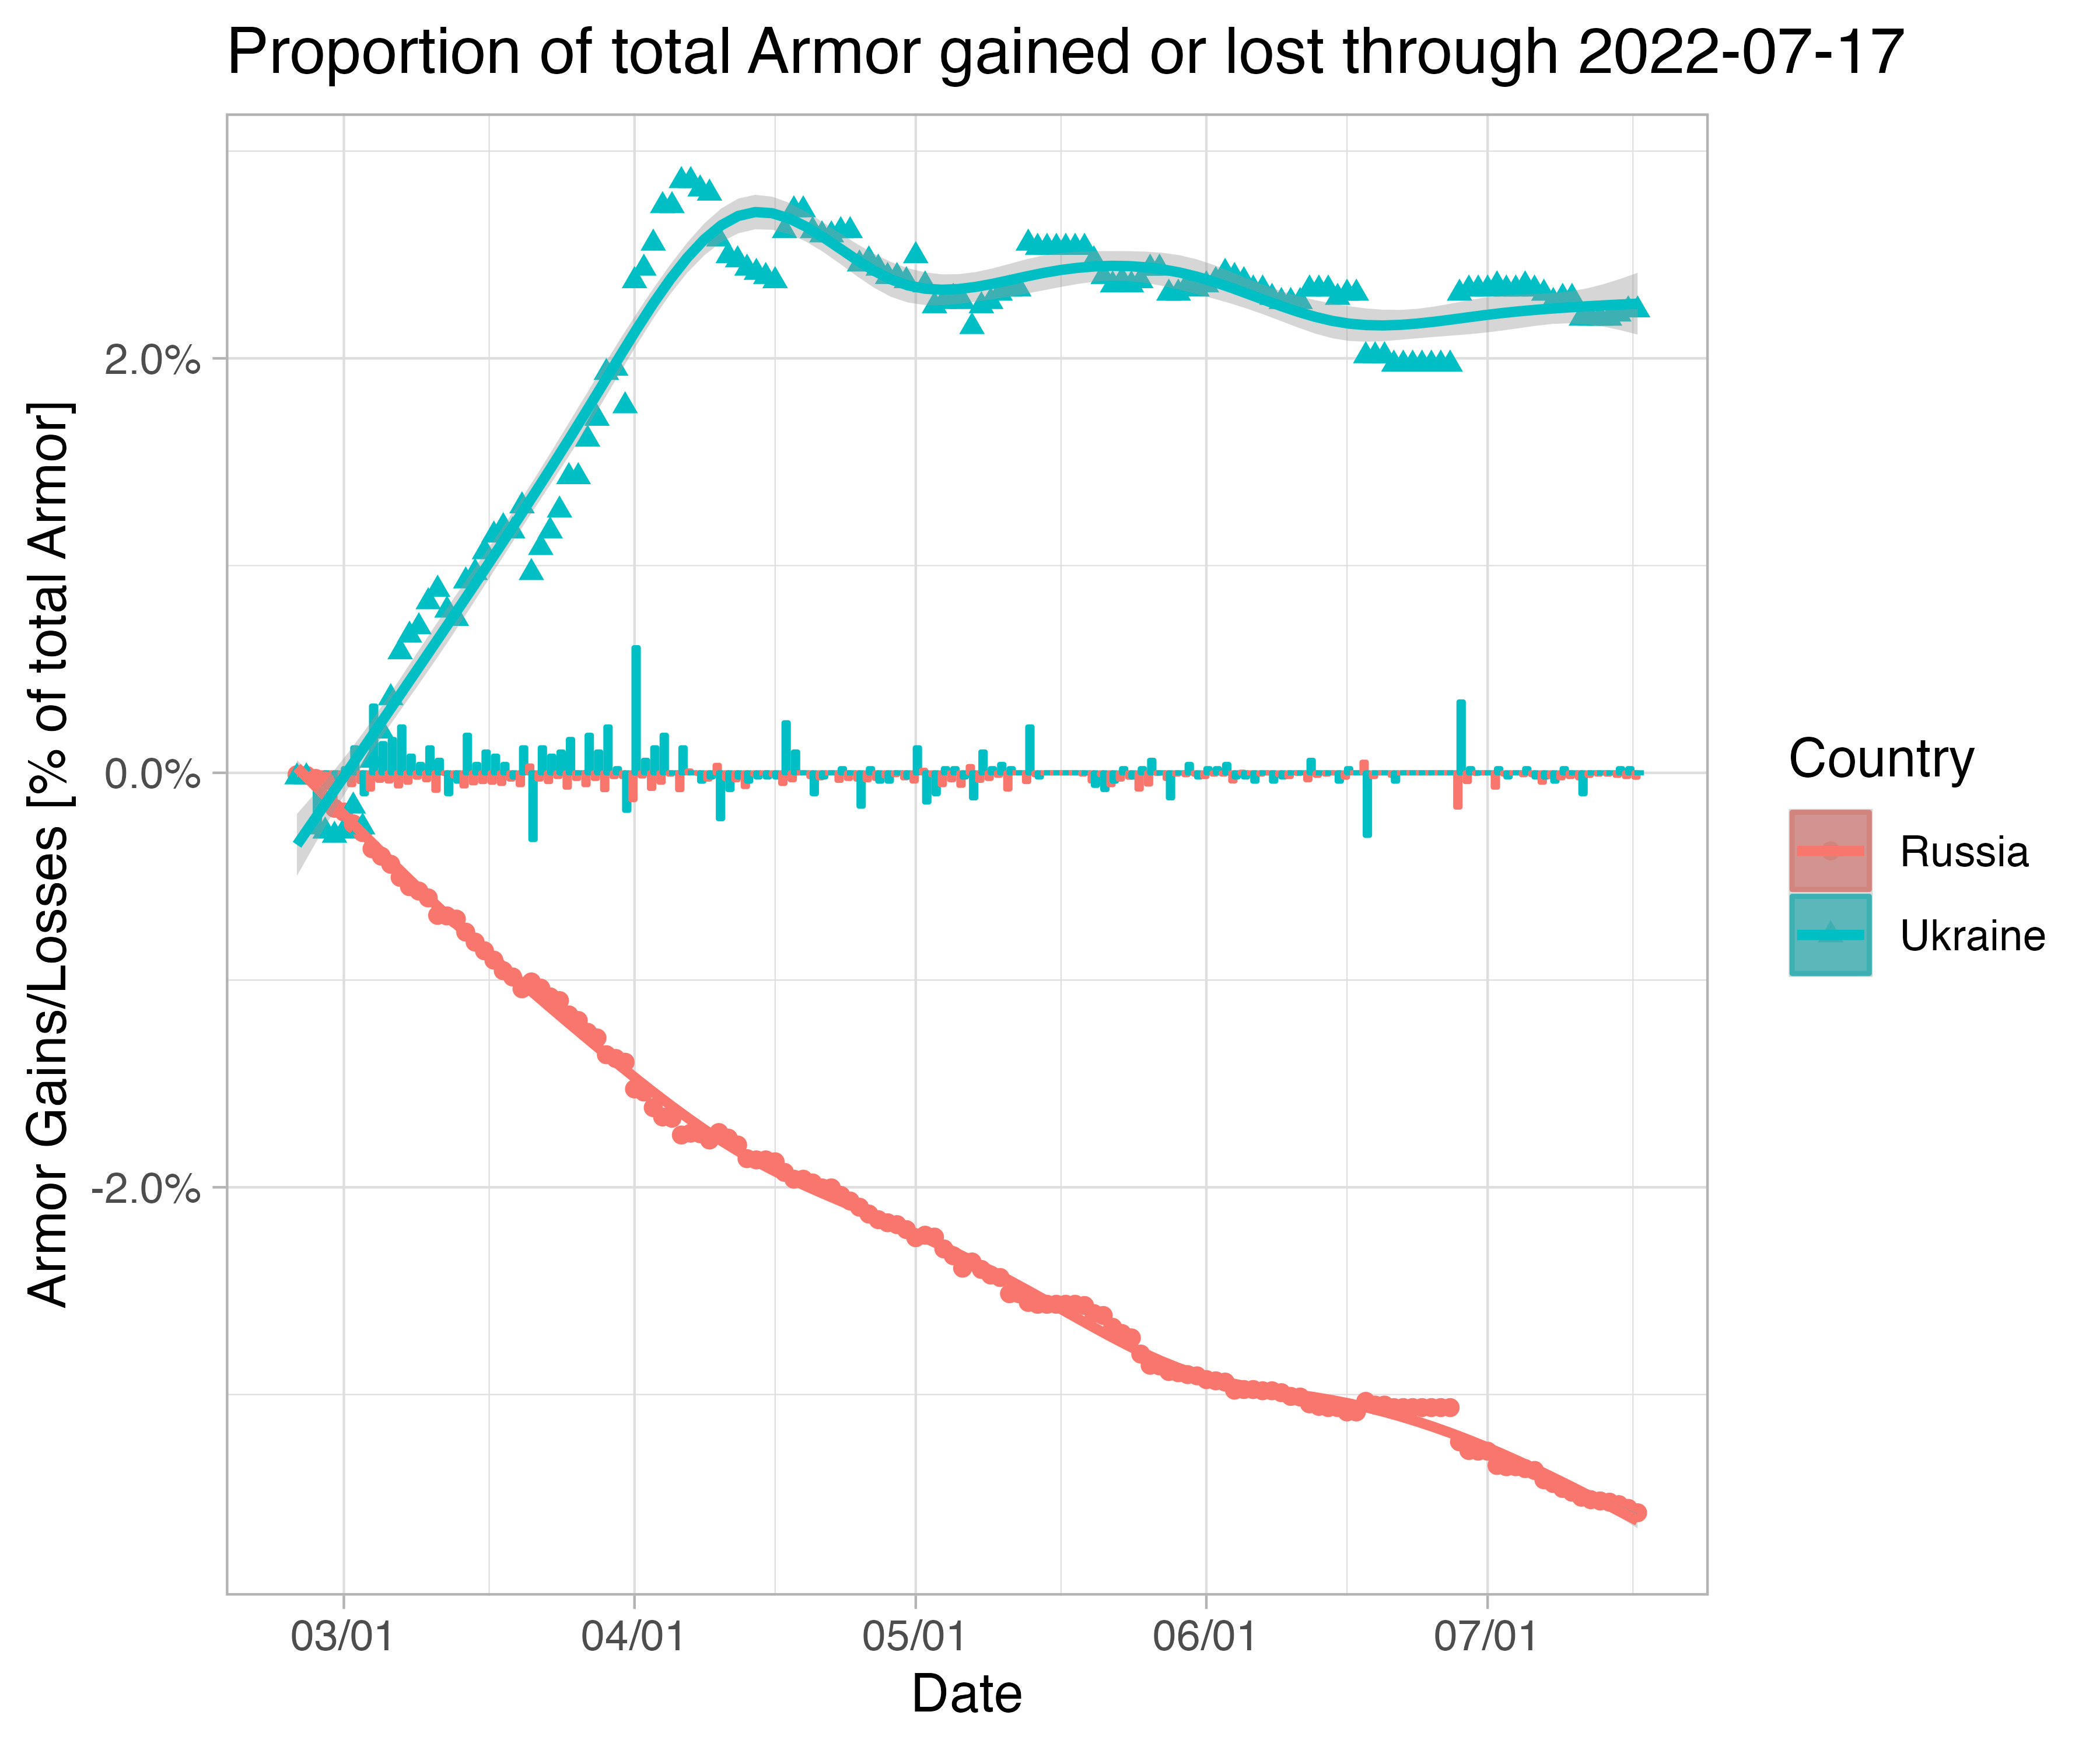 Proportion of total Armor gained or lost through 2022-07-17
Armor Gains/Losses [% of total Armor]
2.0%
0.0%
-2.0%
03/01
04/01
05/01
06/01
07/01
Date
Country
Russia
Ukraine